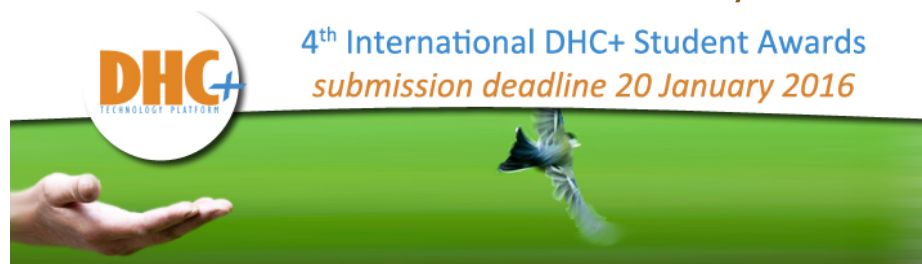 DHC+
TECHNOLOGY PLATFORM
4th International DHC+ Student Awards
submission deadline 20 January 2016